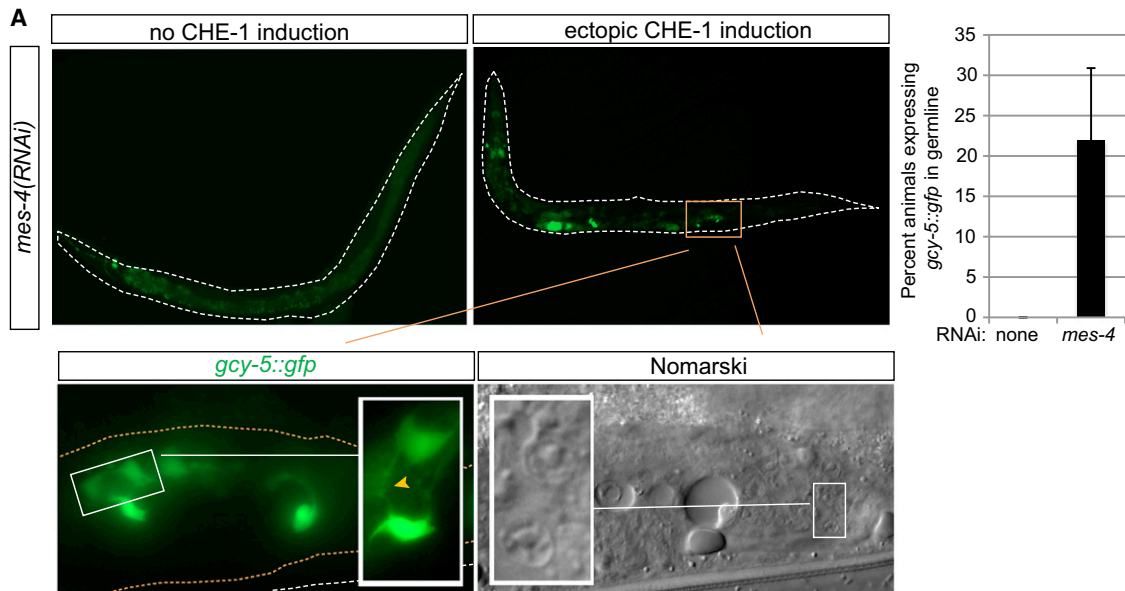 A
no CHE-1 induction
ectopic CHE-1 induction
mes-4(RNAi)
gcy-5::gfp
Nomarski
Percent animals expressing
gcy-5::gfp in germline
35
30
25
20
15
10
5
0
RNAi: none mes-4